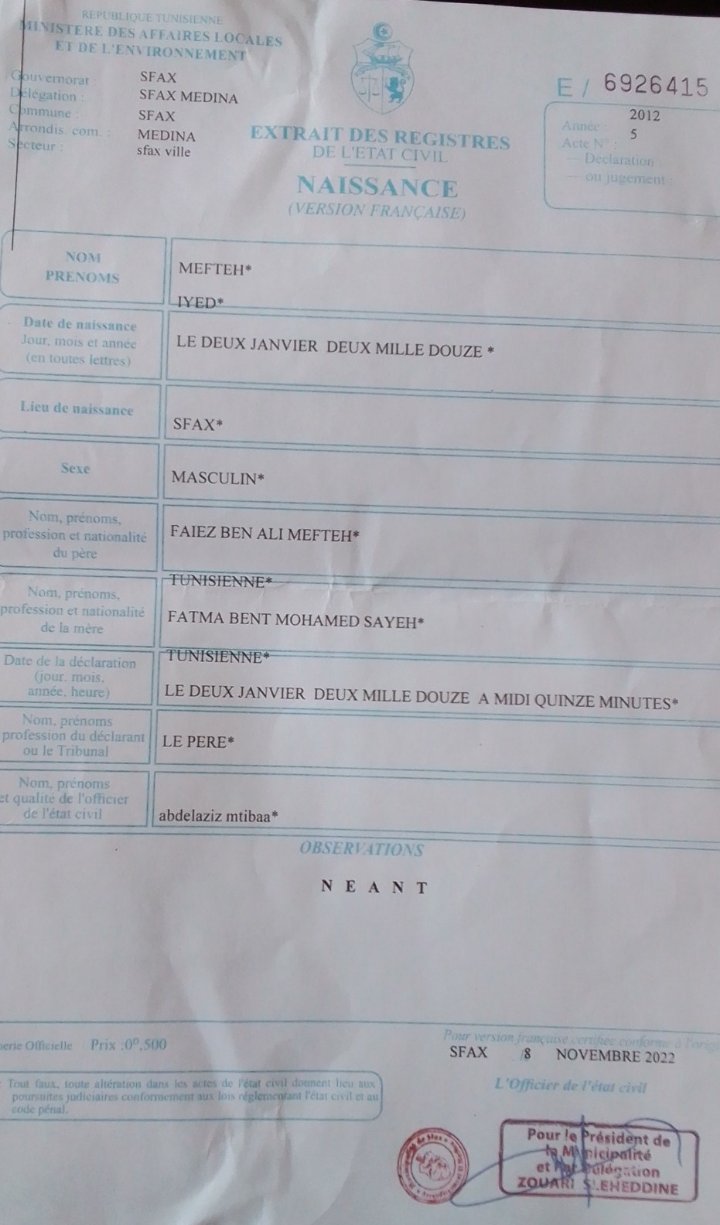 REPUBLIQUE TUNISIENNE
MINISTERE DES AFFAIRES LOCALES
ET DE L'ENVIRONNEMENT
Gouvernorat : SFAX
Délégation : SFAX MEDINA
Commune : SFAX
Arrondis. com. : MEDINA
Secteur : sfax ville
E / 6926415
Année : 2012
Acte N° : 5
— Déclaration :
— ou jugement :
EXTRAIT DES REGISTRES
DE L'ETAT CIVIL
NAISSANCE
(VERSION FRANÇAISE)
NOM
PRENOMS
MEFTEH*
IYED*
Date de naissance
Jour, mois et année
(en toutes lettres)
LE DEUX JANVIER DEUX MILLE DOUZE *
Lieu de naissance
SFAX*
Sexe
MASCULIN*
Nom, prénoms,
profession et nationalité
du père
FAIEZ BEN ALI MEFTEH*
TUNISIENNE*
Nom, prénoms,
profession et nationalité
de la mère
FATMA BENT MOHAMED SAYEH*
TUNISIENNE*
Date de la déclaration
(jour, mois,
année, heure)
LE DEUX JANVIER DEUX MILLE DOUZE A MIDI QUINZE MINUTES*
Nom, prénoms
profession du déclarant
ou le Tribunal
LE PERE*
Nom, prénoms
et qualité de l'officier
de l'état civil
abdelaziz mtibaa*
OBSERVATIONS
N E A N T
Officielle Prix :0ᴰ,500
Pour version française certifiée conforme à
SFAX /8 NOVEMBRE 2022
L'Officier de l'état civil
: Tout faux, toute altération dans les actes de l'état civil donnent lieu aux
poursuites judiciaires conformement aux lois réglementant l'état civil et au
code pénal.
Pour le Président de
la Municipalité
et Par Délégation
ZOUARI SLEHEDDINE